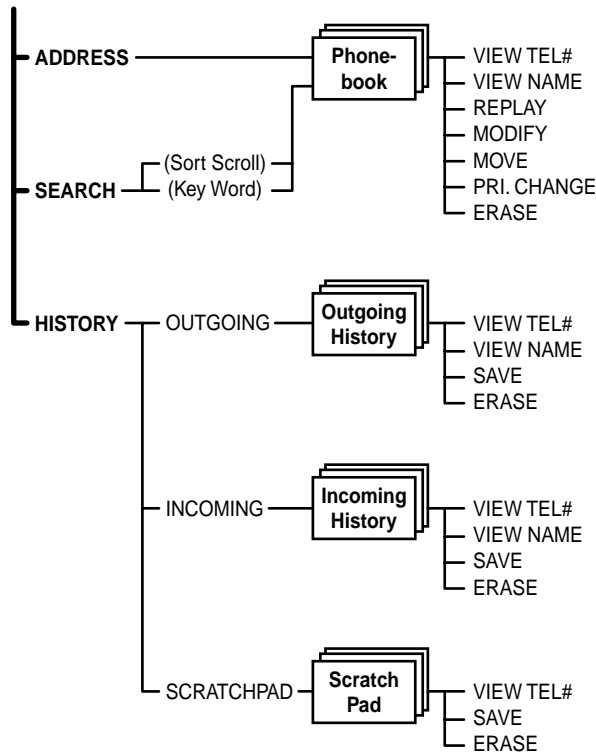 ADDRESS
Phone-
book
VIEW TEL#
VIEW NAME
REPLAY
MODIFY
MOVE
PRI. CHANGE
ERASE
SEARCH
(Sort Scroll)
(Key Word)
HISTORY
OUTGOING
Outgoing
History
VIEW TEL#
VIEW NAME
SAVE
ERASE
INCOMING
Incoming
History
VIEW TEL#
VIEW NAME
SAVE
ERASE
SCRATCHPAD
Scratch
Pad
VIEW TEL#
SAVE
ERASE